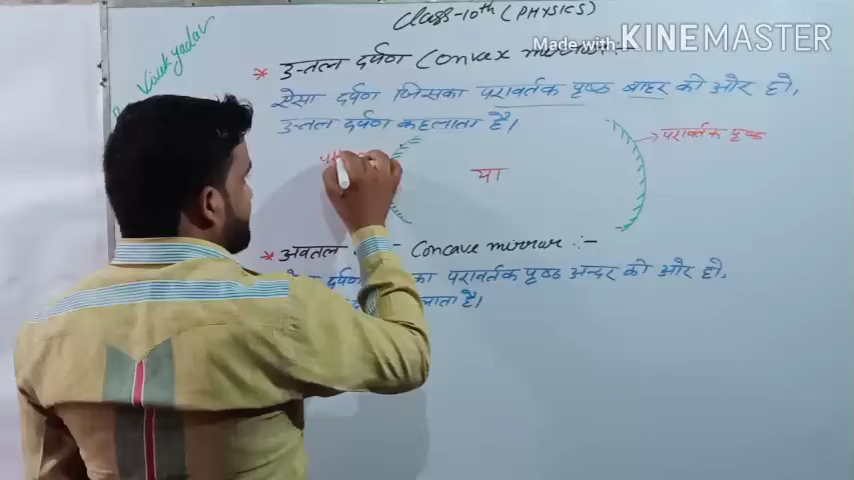 Class-10th (PHYSICS)
Made with KINEMASTER
Vivek yadav
* उत्तल दर्पण Convex mirror :-
ऐसा दर्पण जिसका परावर्तक पृष्ठ बाहर की ओर हो,
उत्तल दर्पण कहलाता है।
या
परावर्तक पृष्ठ
* अवतल :- Concave mirror :-
दर्पण का परावर्तक पृष्ठ अन्दर की ओर हो,
लाता है।